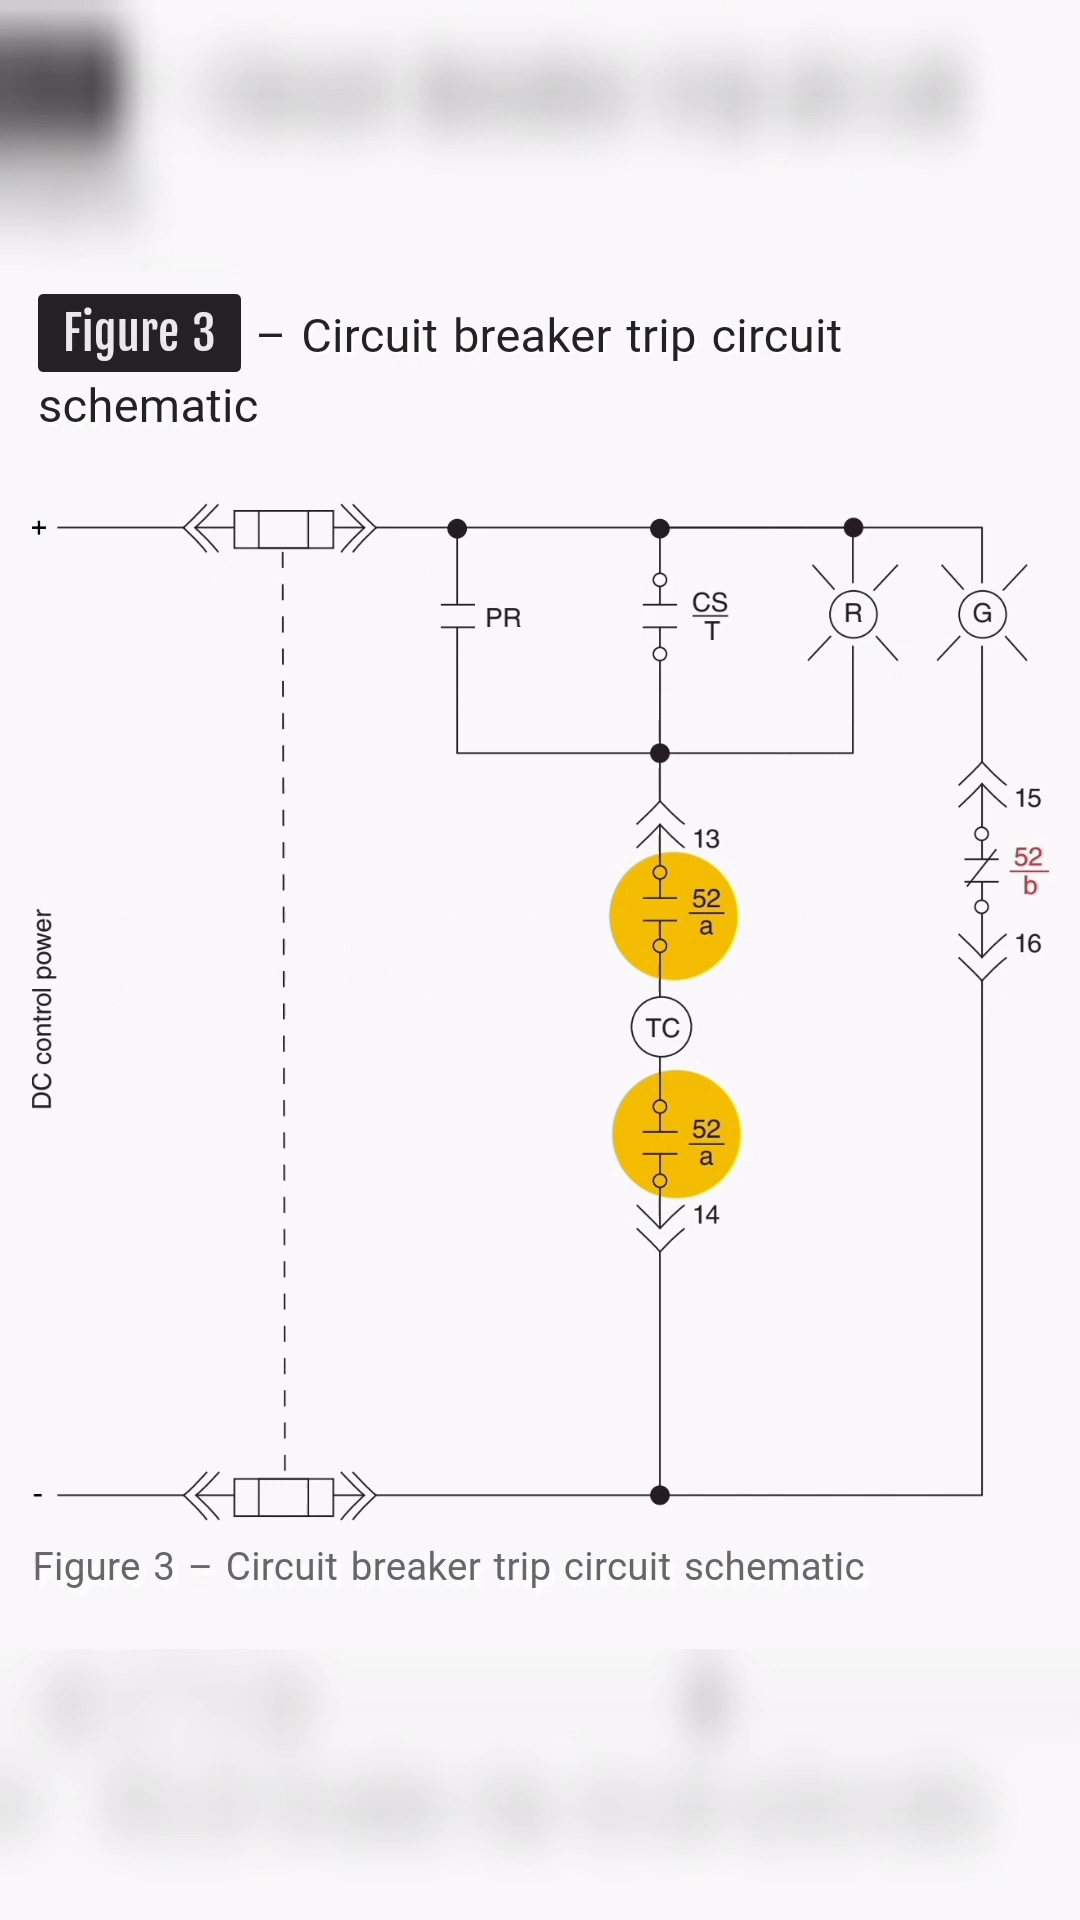 Figure 3 – Circuit breaker trip circuit
schematic
+
PR
CS
T
R
G
15
13
52
a
52
b
16
TC
DC control power
52
a
14
-
Figure 3 – Circuit breaker trip circuit schematic